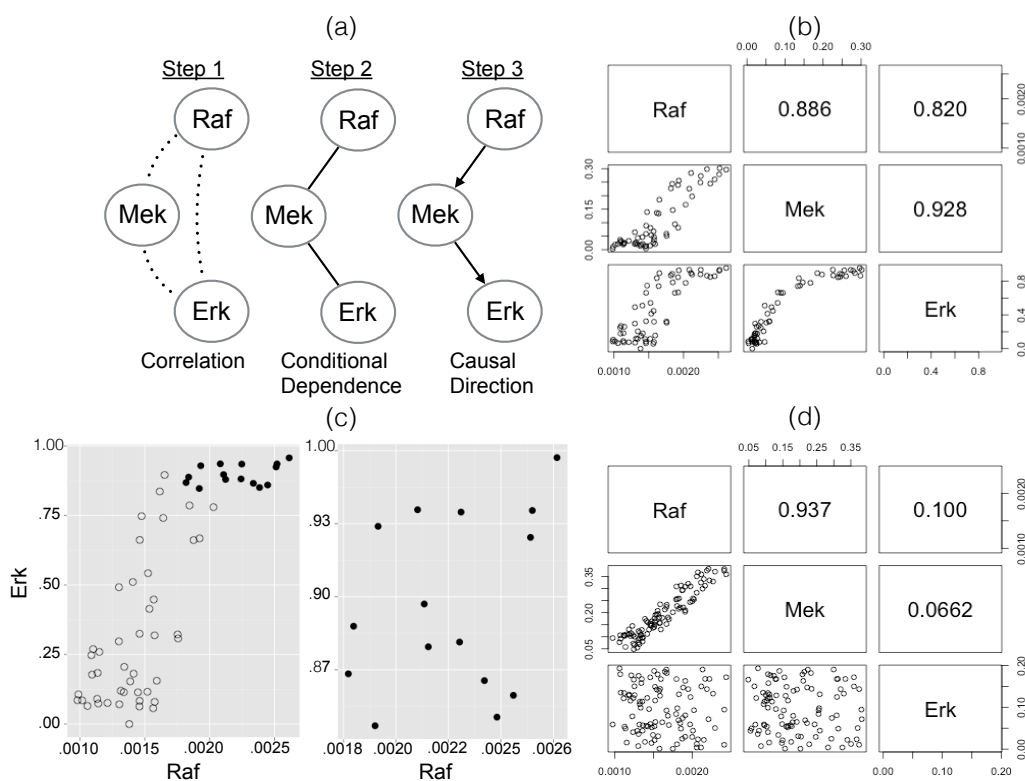 (a)
Step 1
Step 2
Step 3
Raf
Raf
Raf
Mek
Mek
Mek
Erk
Erk
Erk
Correlation
Conditional
Dependence
Causal
Direction
(b)
0.00 0.10 0.20 0.30
Raf
0.886
0.820
0.0010 0.0020
0.00 0.15 0.30
Mek
0.928
0.0 0.4 0.8
Erk
0.0010 0.0020
0.0 0.4 0.8
(c)
1.00
.75
.50
.25
.00
Erk
.0010 .0015 .0020 .0025
Raf
1.00
.93
.90
.87
.0018 .0020 .0022 .0024 .0026
Raf
(d)
0.05 0.15 0.25 0.35
Raf
0.937
0.100
0.0010 0.0020
0.05 0.20 0.35
Mek
0.0662
0.00 0.10 0.20
Erk
0.0010 0.0020
0.00 0.10 0.20